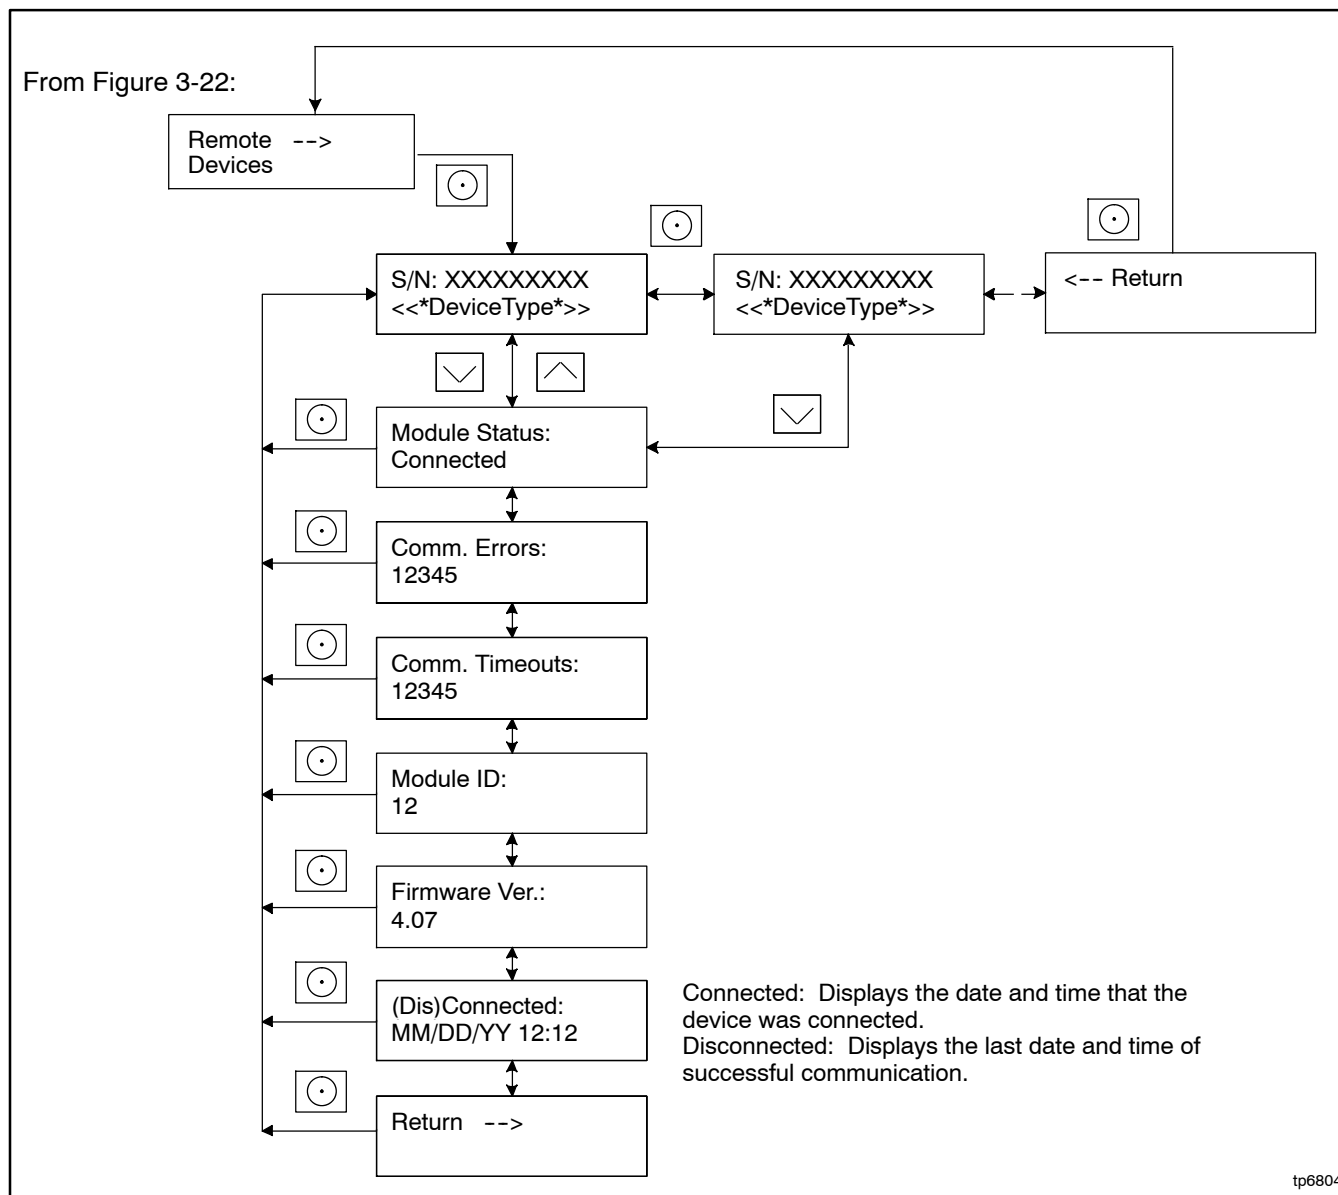 From Figure 3-22:
Remote -->
Devices
S/N: XXXXXXXXX
<<*DeviceType*>>
S/N: XXXXXXXXX
<<*DeviceType*>>
<-- Return
Module Status:
Connected
Comm. Errors:
12345
Comm. Timeouts:
12345
Module ID:
12
Firmware Ver.:
4.07
(Dis)Connected:
MM/DD/YY 12:12
Connected: Displays the date and time that the
device was connected.
Disconnected: Displays the last date and time of
successful communication.
Return -->
tp6804